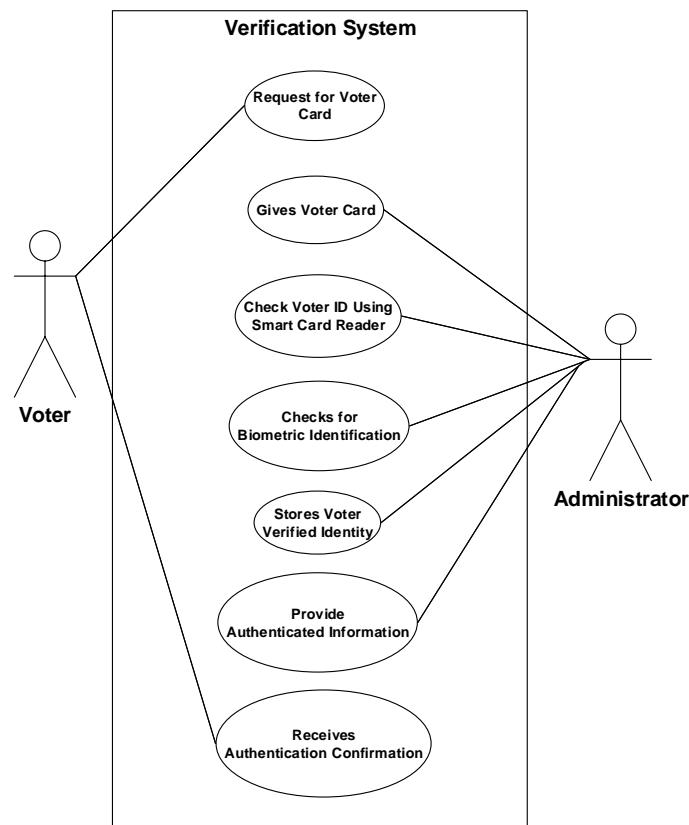 Verification System
Request for Voter
Card
Gives Voter Card
Check Voter ID Using
Smart Card Reader
Voter
Checks for
Biometric Identification
Administrator
Stores Voter
Verified Identity
Provide
Authenticated Information
Receives
Authentication Confirmation